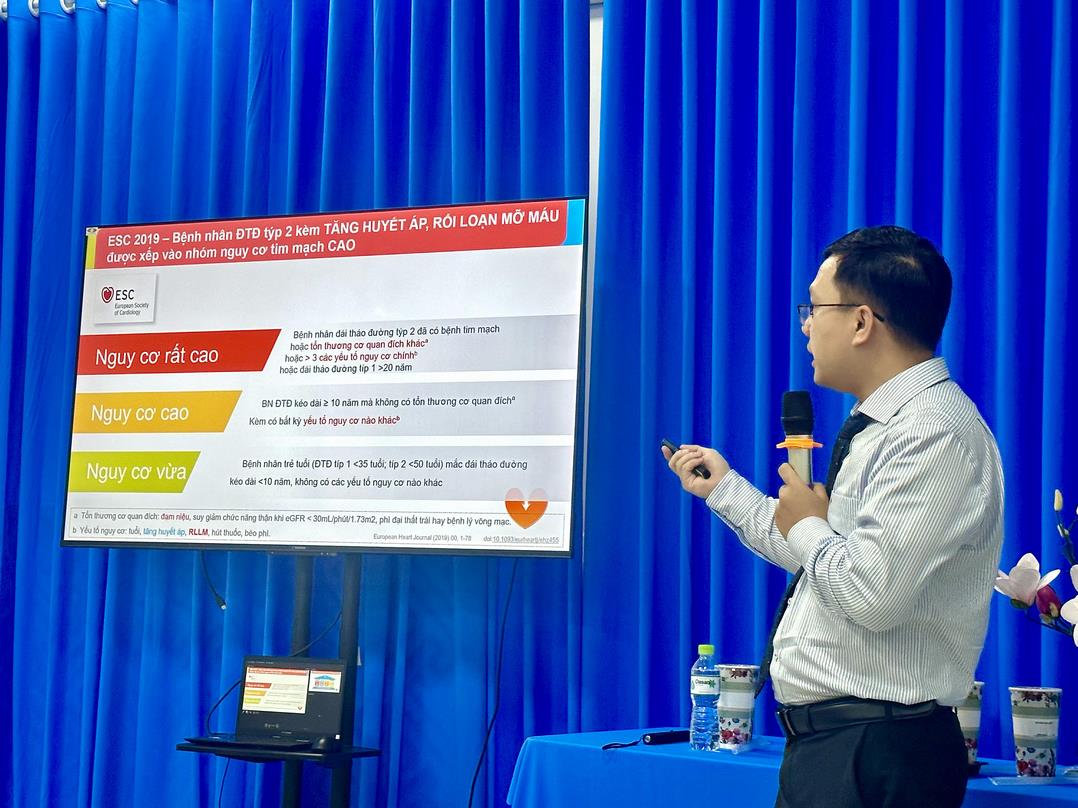 ESC 2019 – Bệnh nhân ĐTĐ týp 2 kèm TĂNG HUYẾT ÁP, RỐI LOẠN MỠ MÁU
được xếp vào nhóm nguy cơ tim mạch CAO
ESC
European Society
of Cardiology
Nguy cơ rất cao
Bệnh nhân đái tháo đường týp 2 đã có bệnh tim mạch
hoặc tổn thương cơ quan đích khácª
hoặc > 3 các yếu tố nguy cơ chínhᵇ
hoặc đái tháo đường típ 1 >20 năm
Nguy cơ cao
BN ĐTĐ kéo dài ≥ 10 năm mà không có tổn thương cơ quan đíchª
Kèm có bất kỳ yếu tố nguy cơ nào khácᵇ
Nguy cơ vừa
Bệnh nhân trẻ tuổi (ĐTĐ típ 1 <35 tuổi; típ 2 <50 tuổi) mắc đái tháo đường
kéo dài <10 năm, không có các yếu tố nguy cơ nào khác
a Tổn thương cơ quan đích: đạm niệu, suy giảm chức năng thận khi eGFR < 30mL/phút/1.73m2, phì đại thất trái hay bệnh lý võng mạc.
b Yếu tố nguy cơ: tuổi, tăng huyết áp, RLLM, hút thuốc, béo phì.
European Heart Journal (2019) 00, 1-78 doi:10.1093/eurheartj/ehz455